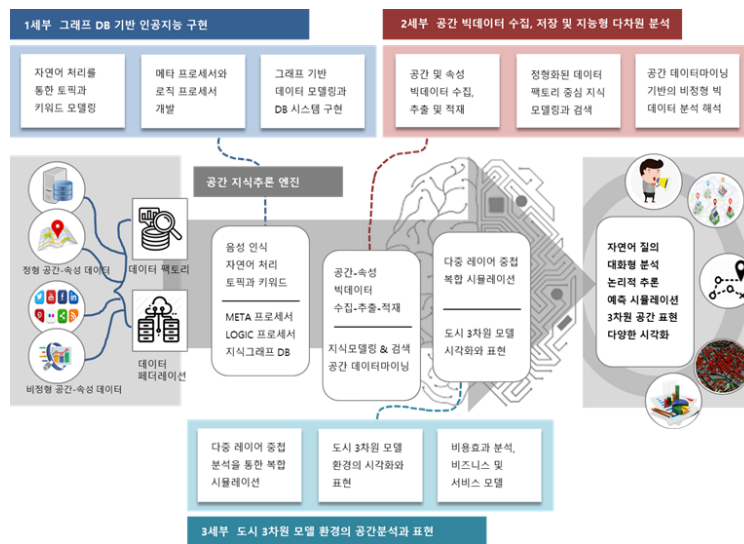 1세부 그래프 DB 기반 인공지능 구현
자연어 처리를
통한 토픽과
키워드 모델링
메타 프로세서와
로직 프로세서
개발
그래프 기반
데이터 모델링과
DB 시스템 구현
2세부 공간 빅데이터 수집, 저장 및 지능형 다차원 분석
공간 및 속성
빅데이터 수집,
추출 및 적재
정형화된 데이터
팩토리 중심 지식
모델링과 검색
공간 데이터마이닝
기반의 비정형 빅
데이터 분석 해석
공간 지식추론 엔진
정형 공간-속성 데이터
비정형 공간-속성 데이터
데이터 팩토리
데이터
페더레이션
음성 인식
자연어 처리
토픽과 키워드
META 프로세서
LOGIC 프로세서
지식그래프 DB
공간-속성
빅데이터
수집-추출-적재
지식모델링 & 검색
공간 데이터마이닝
다중 레이어 중첩
복합 시뮬레이션
도시 3차원 모델
시각화와 표현
자연어 질의
대화형 분석
논리적 추론
예측 시뮬레이션
3차원 공간 표현
다양한 시각화
다중 레이어 중첩
분석을 통한 복합
시뮬레이션
도시 3차원 모델
환경의 시각화와
표현
비용효과 분석,
비즈니스 및
서비스 모델
3세부 도시 3차원 모델 환경의 공간분석과 표현